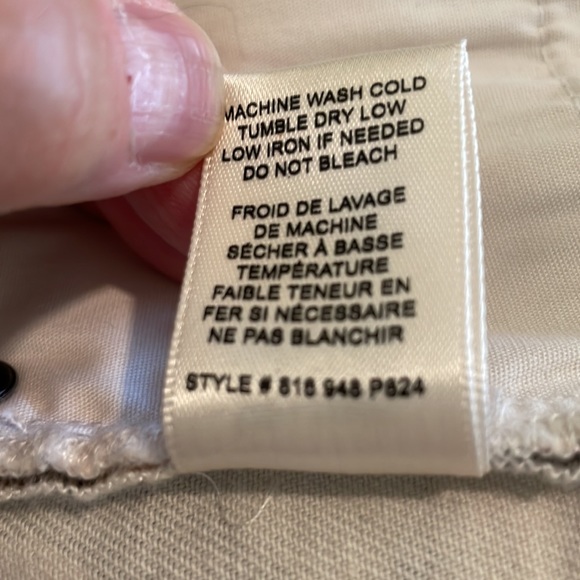 MACHINE WASH COLD
TUMBLE DRY LOW
LOW IRON IF NEEDED
DO NOT BLEACH
FROID DE LAVAGE
DE MACHINE
SÉCHER À BASSE
TEMPÉRATURE
FAIBLE TENEUR EN
FER SI NÉCESSAIRE
NE PAS BLANCHIR
STYLE # 816 948 P824